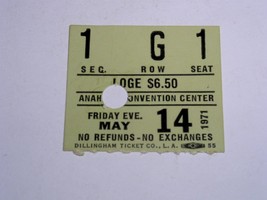 1 G 1
SEC. ROW SEAT
LOGE $6.50
ANAH CONVENTION CENTER
FRIDAY EVE.
MAY 14 1971
NO REFUNDS - NO EXCHANGES
DILLINGHAM TICKET CO., L. A. SS